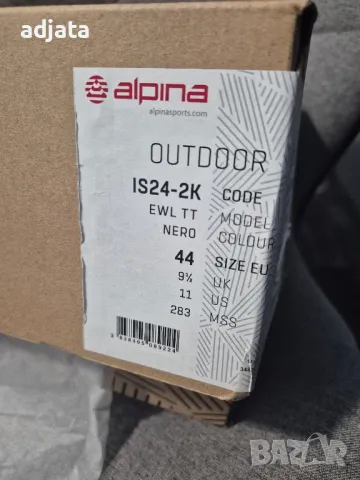 adjata
alpina
alpinasports.com
OUTDOOR
IS24-2K CODE
EWL TT MODEL
NERO COLOUR
44 SIZE EU
9½ UK
11 US
283 MSS
BAZAR